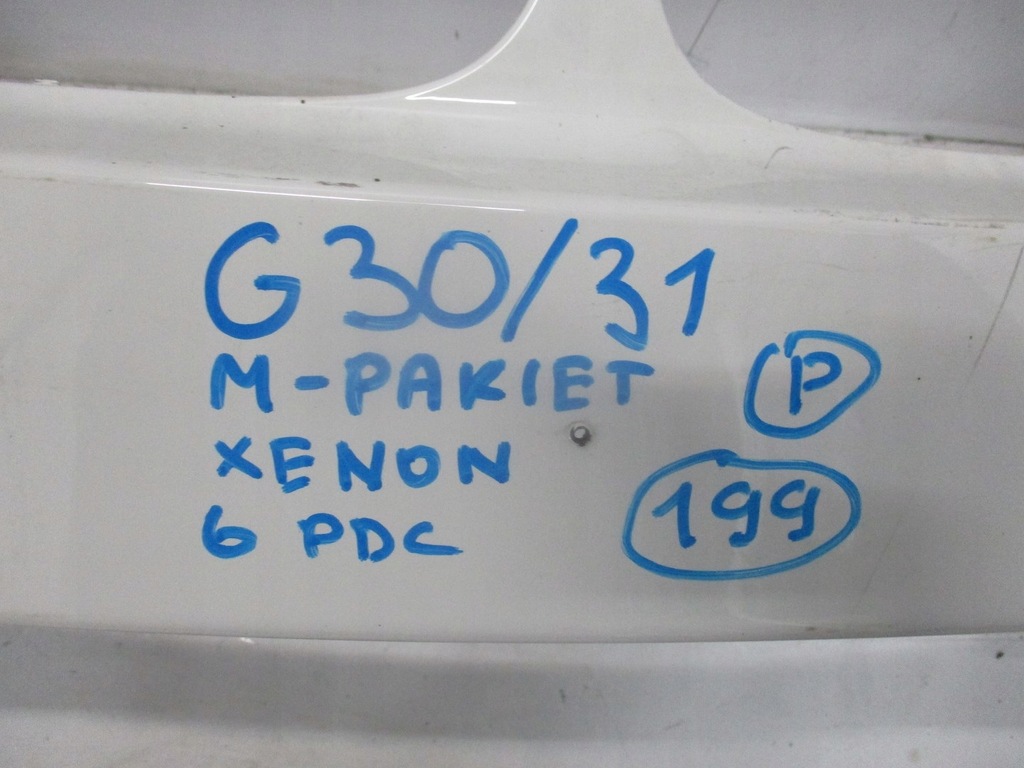 G30/31
M-PAKIET
P
XENON
199
6 PDC